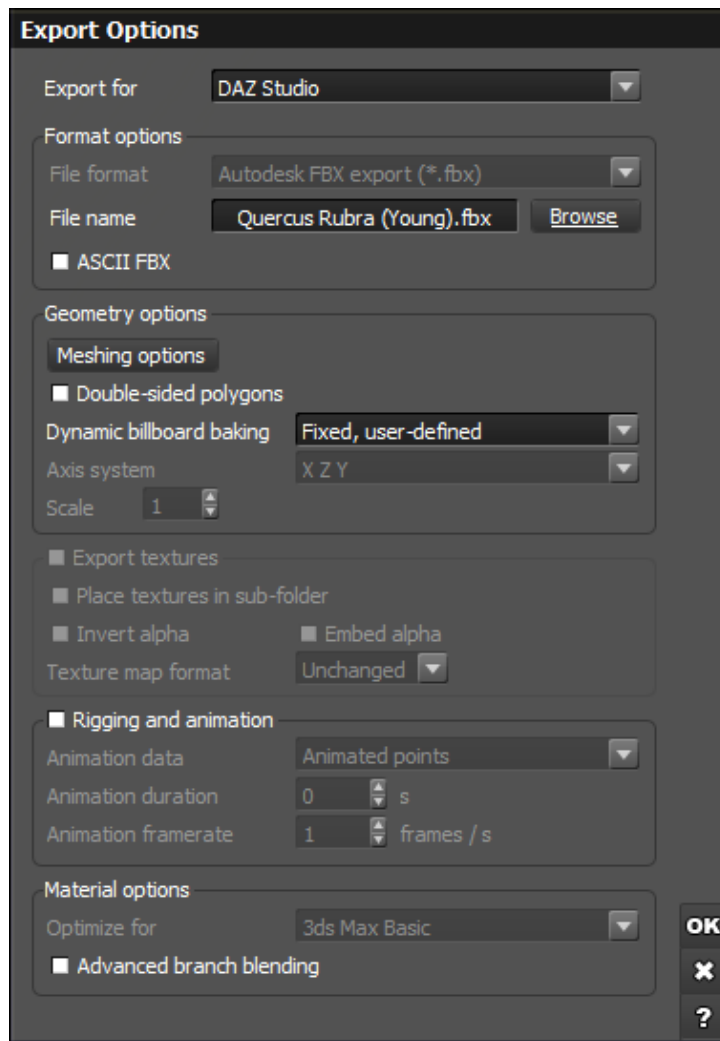 Export Options
Export for DAZ Studio
Format options
File format Autodesk FBX export (*.fbx)
File name Quercus Rubra (Young).fbx Browse
ASCII FBX
Geometry options
Meshing options
Double-sided polygons
Dynamic billboard baking Fixed, user-defined
Axis system X Z Y
Scale 1
Export textures
Place textures in sub-folder
Invert alpha Embed alpha
Texture map format Unchanged
Rigging and animation
Animation data Animated points
Animation duration 0 s
Animation framerate 1 frames / s
Material options
Optimize for 3ds Max Basic
OK
Advanced branch blending
?